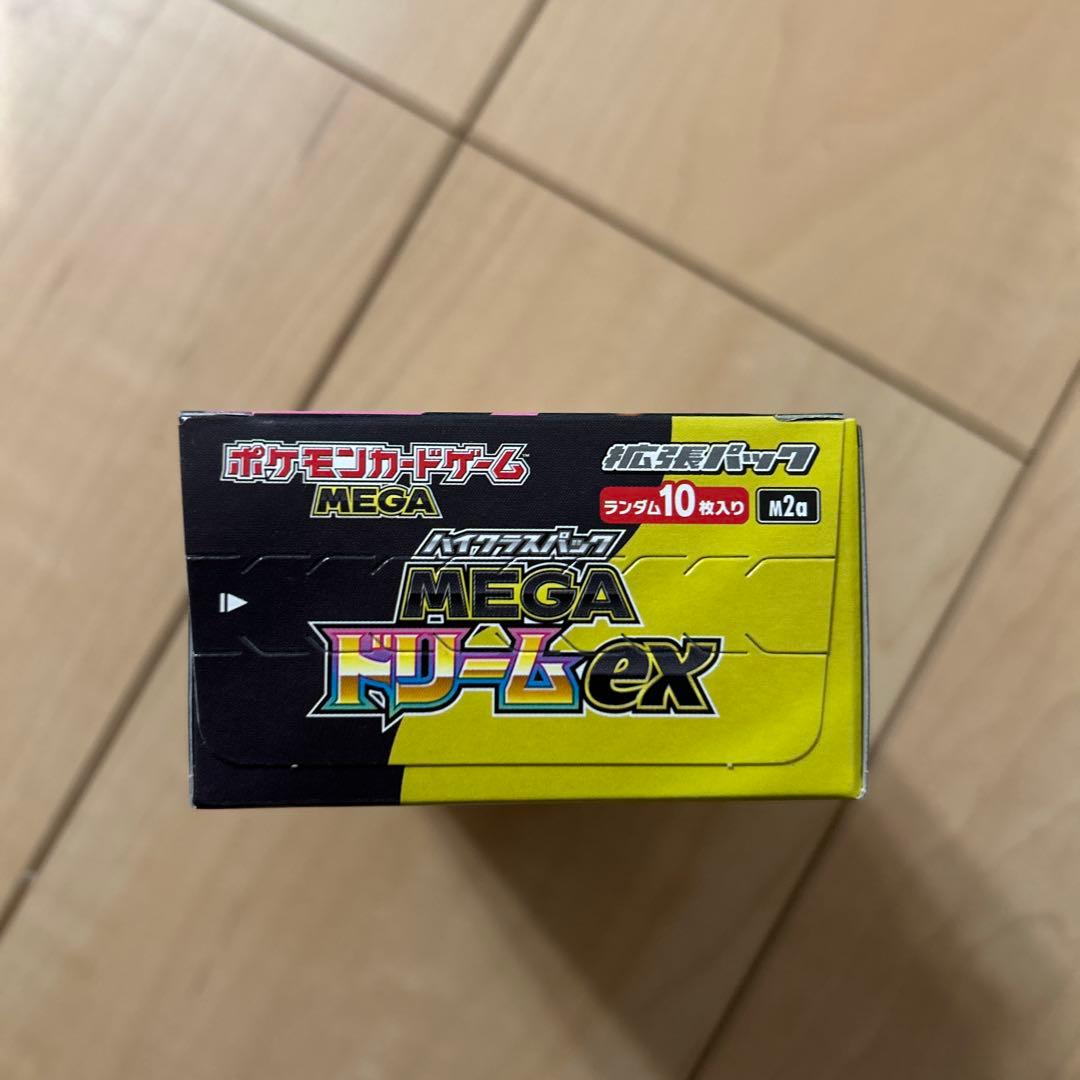 ポケモンカードゲーム
MEGA
拡張パック
ランダム10枚入り M2a
ハイクラスパック
MEGA
ドリームex